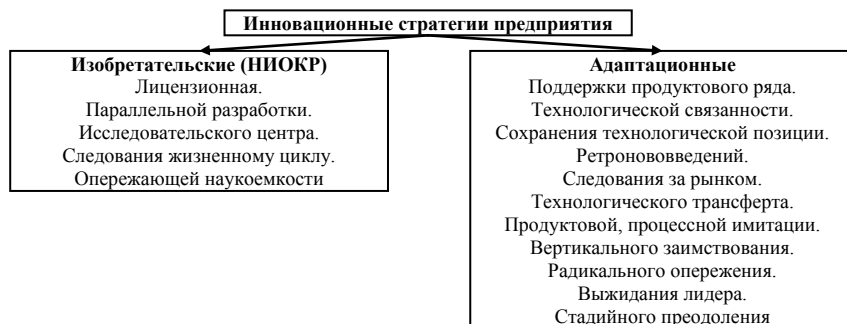 Инновационные стратегии предприятия
Изобретательские (НИОКР)
Лицензионная.
Параллельной разработки.
Исследовательского центра.
Следования жизненному циклу.
Опережающей наукоемкости
Адаптационные
Поддержки продуктового ряда.
Технологической связанности.
Сохранения технологической позиции.
Ретронововведений.
Следования за рынком.
Технологического трансферта.
Продуктовой, процессной имитации.
Вертикального заимствования.
Радикального опережения.
Выжидания лидера.
Стадийного преодоления